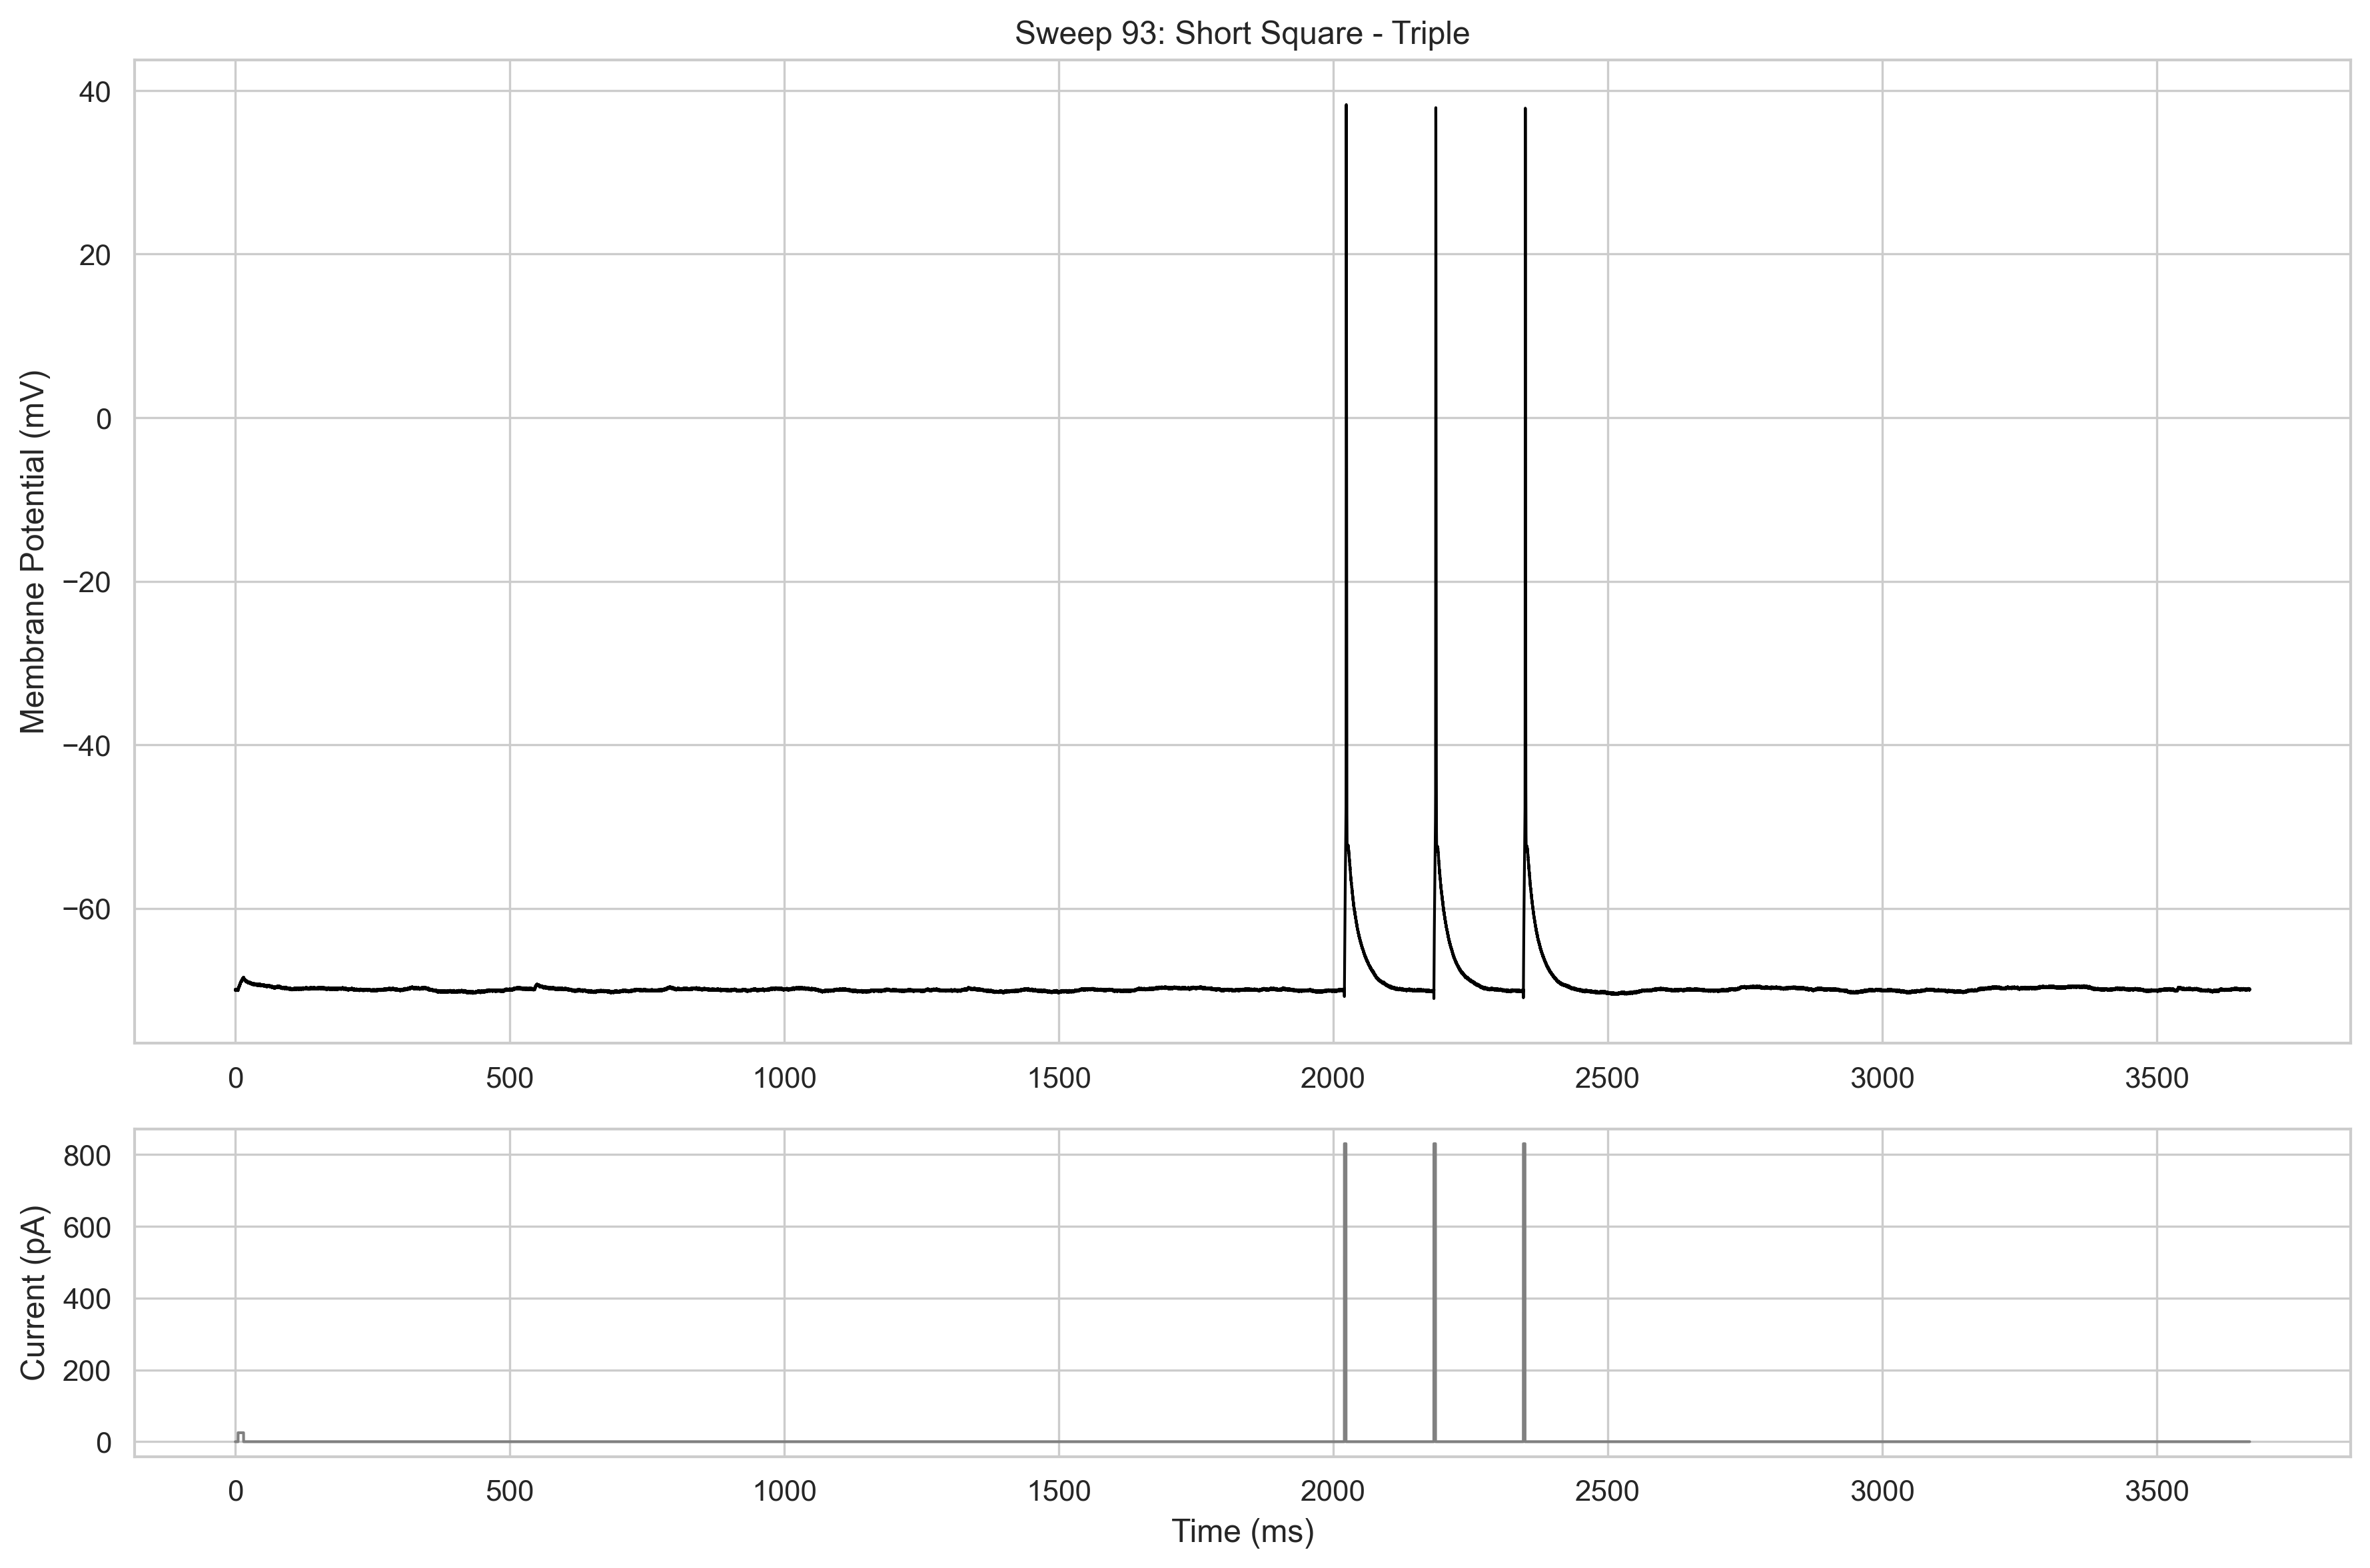 Sweep 93: Short Square - Triple
Membrane Potential (mV)
40
20
0
−20
−40
−60
0 500 1000 1500 2000 2500 3000 3500
Current (pA)
800
600
400
200
0
0 500 1000 1500 2000 2500 3000 3500
Time (ms)